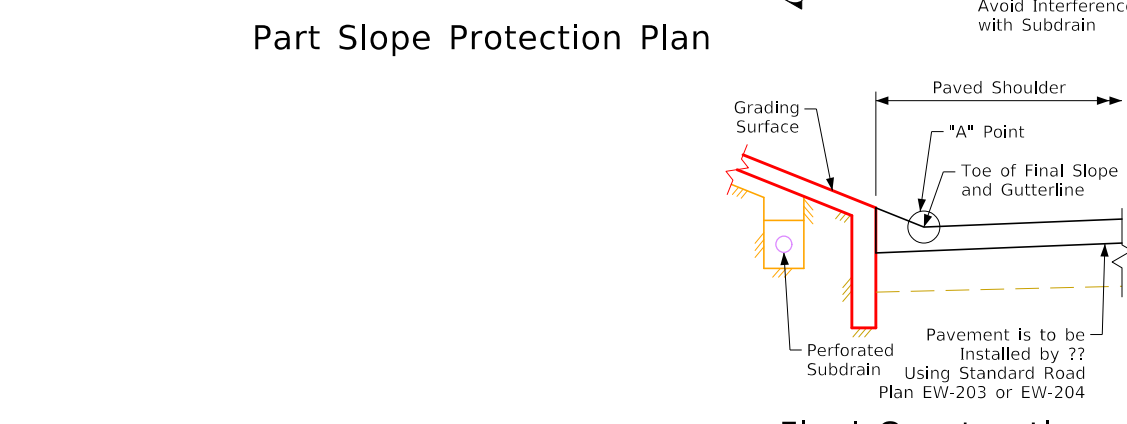 Avoid Interference
with Subdrain
Part Slope Protection Plan
Paved Shoulder
Grading
Surface
"A" Point
Toe of Final Slope
and Gutterline
Pavement is to be
Installed by ??
Using Standard Road
Plan EW-203 or EW-204
Perforated
Subdrain